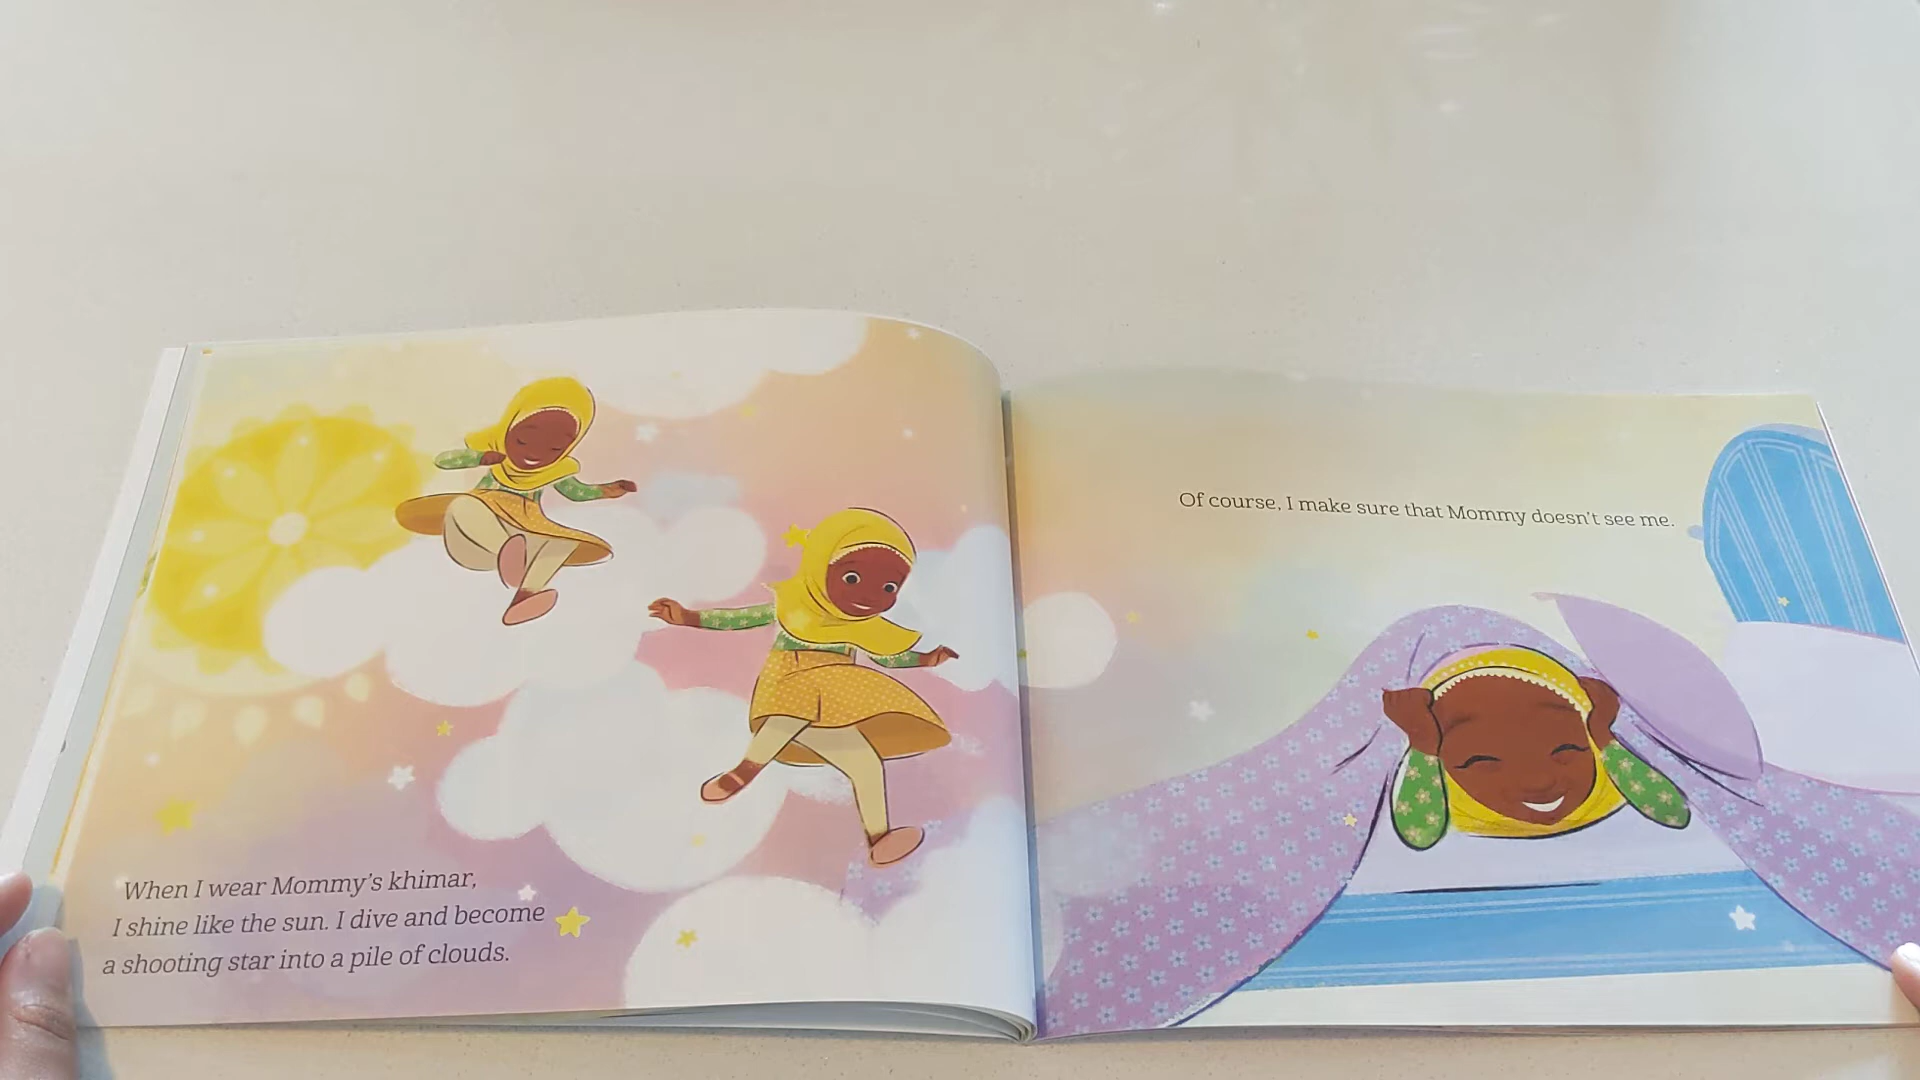 When I wear Mommy's khimar,
I shine like the sun. I dive and become
a shooting star into a pile of clouds.
Of course, I make sure that Mommy doesn't see me.